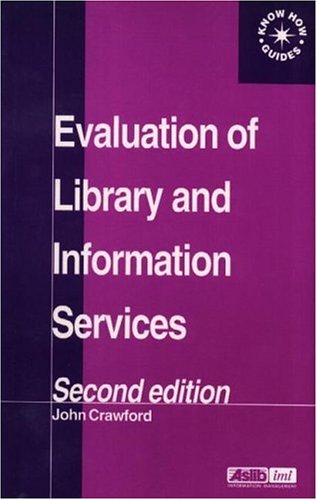 KNOW HOW
GUIDES
Evaluation of
Library and
Information
Services
Second edition
John Crawford
Aslib imi
INFORMATION MANAGEMENT